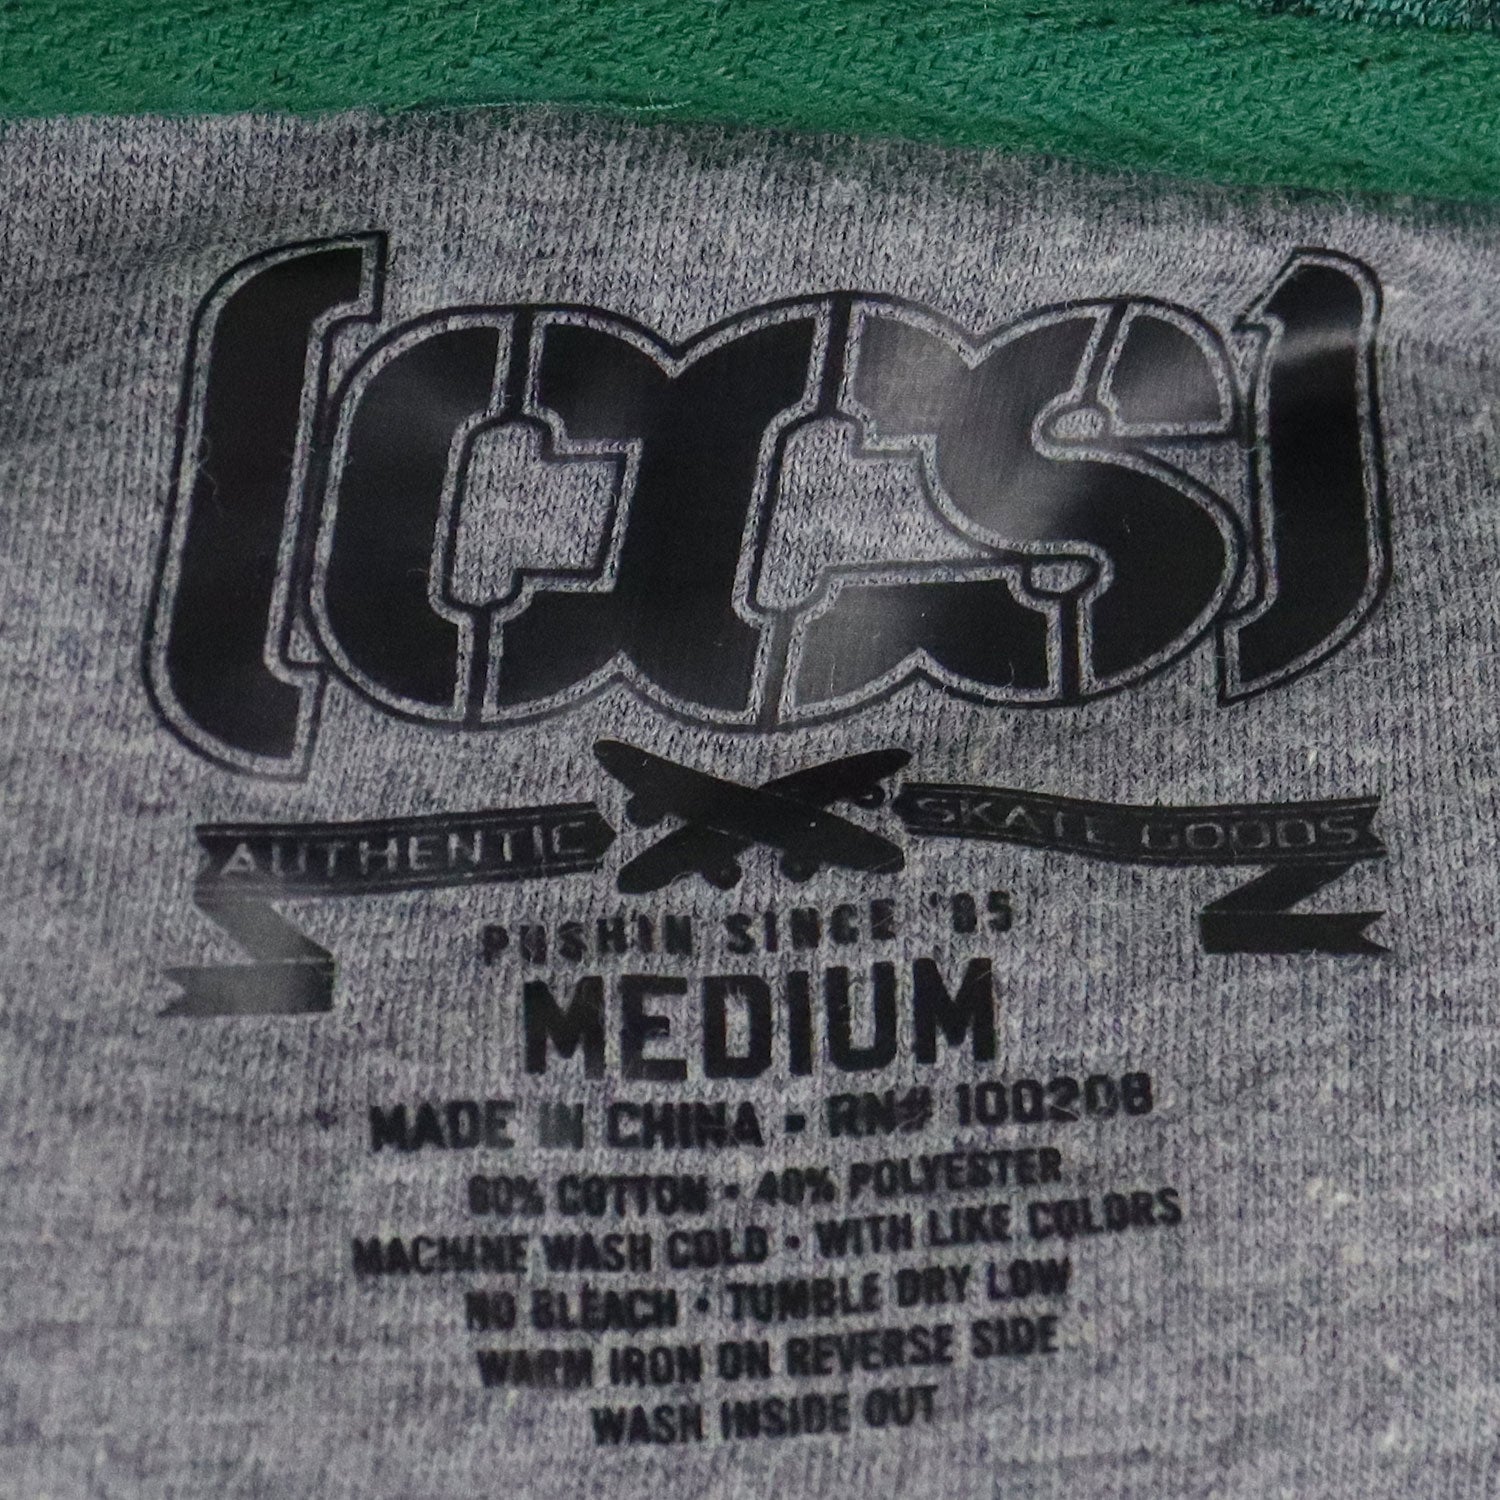 (CCS)
AUTHENTIC SKATE GOODS
PUSHIN SINCE '85
MEDIUM
MADE IN CHINA • RN# 100208
60% COTTON • 40% POLYESTER
MACHINE WASH COLD • WITH LIKE COLORS
NO BLEACH • TUMBLE DRY LOW
WARM IRON ON REVERSE SIDE
WASH INSIDE OUT